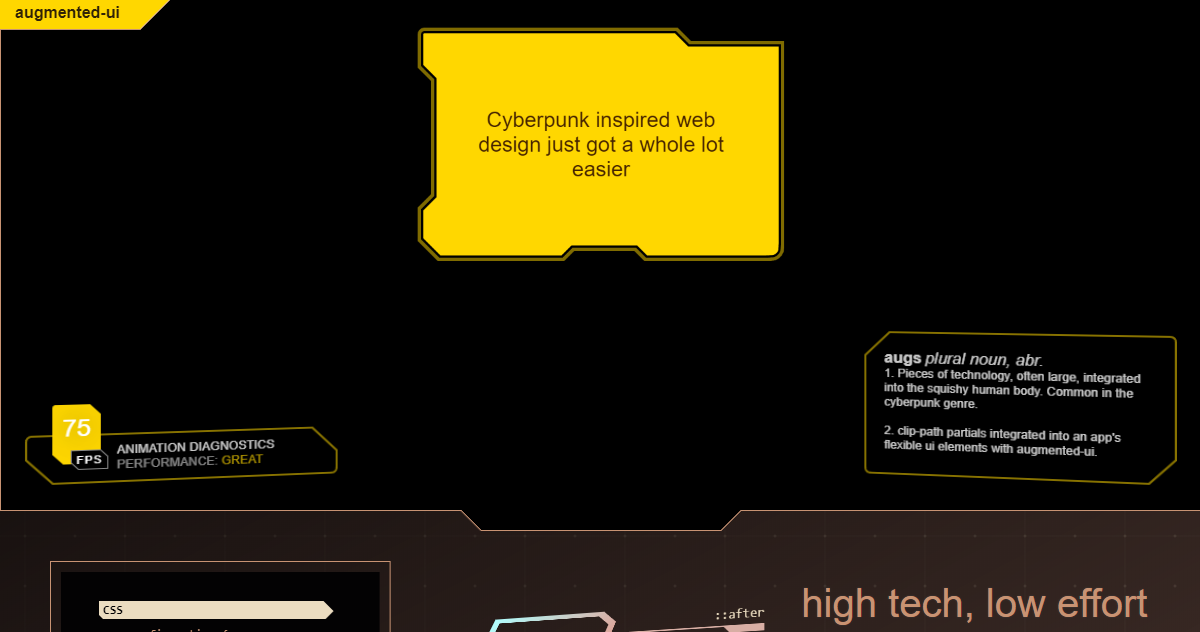 augmented-ui
Cyberpunk inspired web
design just got a whole lot
easier
augs plural noun, abr.
1. Pieces of technology, often large, integrated
into the squishy human body. Common in the
cyberpunk genre.
2. clip-path partials integrated into an app's
flexible ui elements with augmented-ui.
75
FPS
ANIMATION DIAGNOSTICS
PERFORMANCE: GREAT
high tech, low effort
css
::after